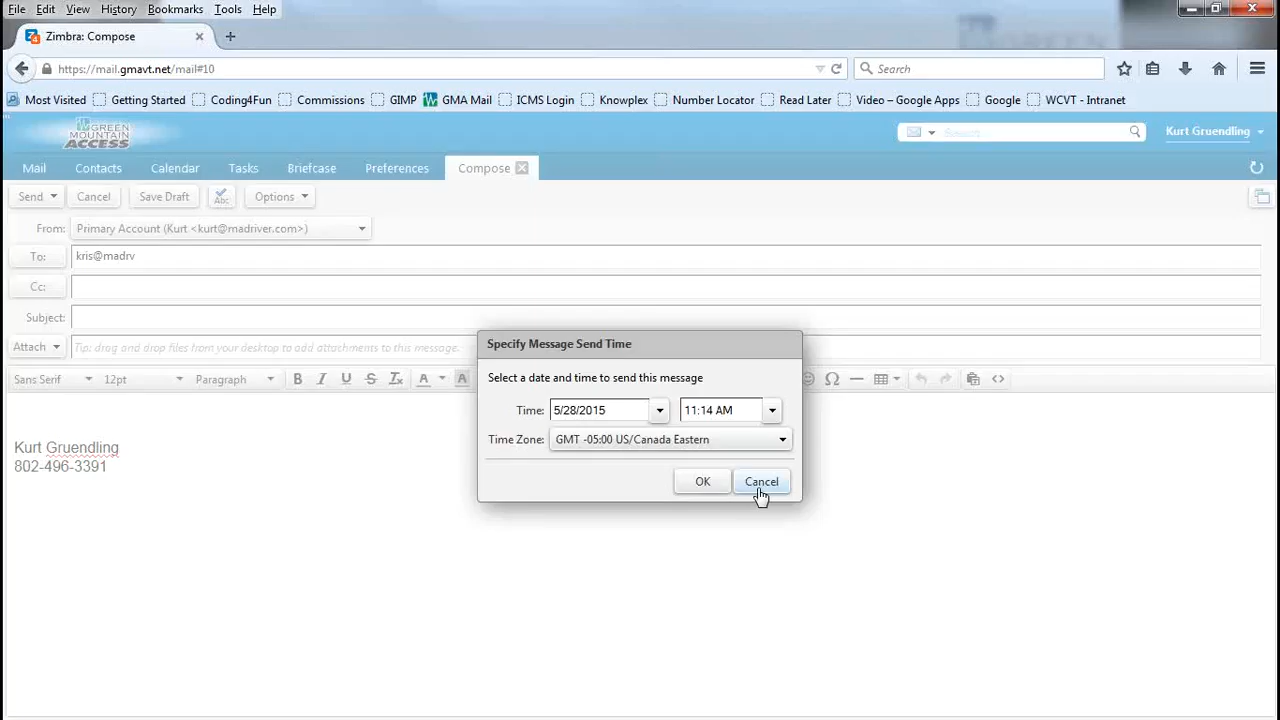 File Edit View History Bookmarks Tools Help
Zimbra: Compose
https://mail.gmavt.net/mail#10 Search
Most Visited Getting Started Coding4Fun Commissions GIMP GMA Mail ICMS Login Knowplex Number Locator Read Later Video – Google Apps Google WCVT - Intranet
GREEN MOUNTAIN ACCESS Search Kurt Gruendling
Mail Contacts Calendar Tasks Briefcase Preferences Compose
Send Cancel Save Draft Abc Options
From: Primary Account (Kurt <kurt@madriver.com>)
To: kris@madrv
Cc:
Subject:
Attach Tip: drag and drop files from your desktop to add attachments to this message.
Sans Serif 12pt Paragraph B I U S Tx A A
Specify Message Send Time
Select a date and time to send this message
Time: 5/28/2015 11:14 AM
Time Zone: GMT -05:00 US/Canada Eastern
OK Cancel
Kurt Gruendling
802-496-3391